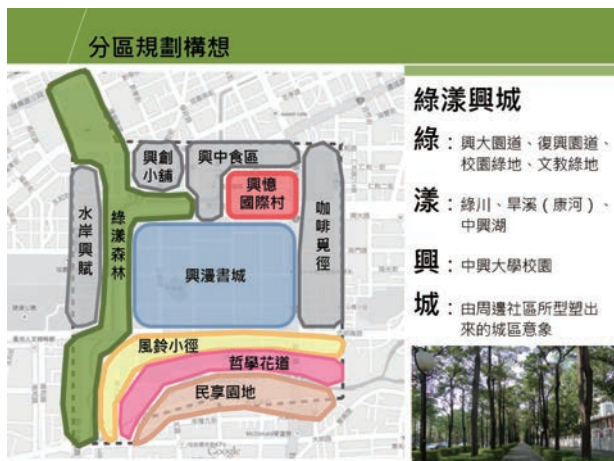 分區規劃構想
興創
小舖
興中食區
興憶
國際村
水岸興賦
綠漾森林
咖啡覓徑
興漫書城
風鈴小徑
哲學花道
民享園地
Google
綠漾興城
綠：興大園道、復興園道、
校園綠地、文教綠地
漾：綠川、旱溪（康河）、
中興湖
興：中興大學校園
城：由周邊社區所型塑出
來的城區意象